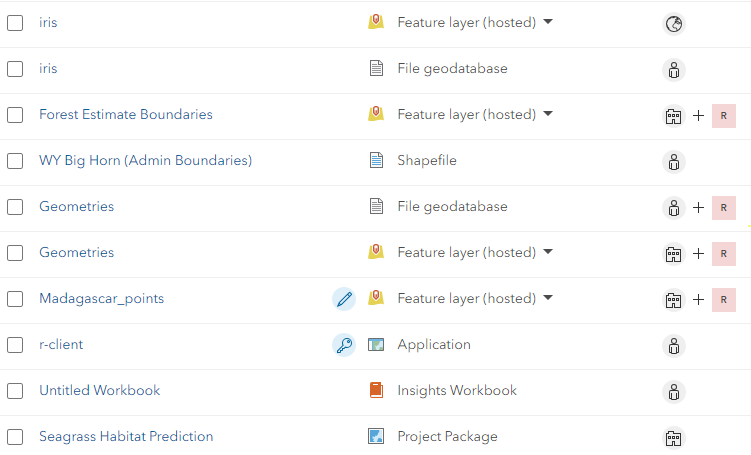 iris Feature layer (hosted)
iris File geodatabase
Forest Estimate Boundaries Feature layer (hosted) + R
WY Big Horn (Admin Boundaries) Shapefile
Geometries File geodatabase + R
Geometries Feature layer (hosted) + R
Madagascar_points Feature layer (hosted) + R
r-client Application
Untitled Workbook Insights Workbook
Seagrass Habitat Prediction Project Package